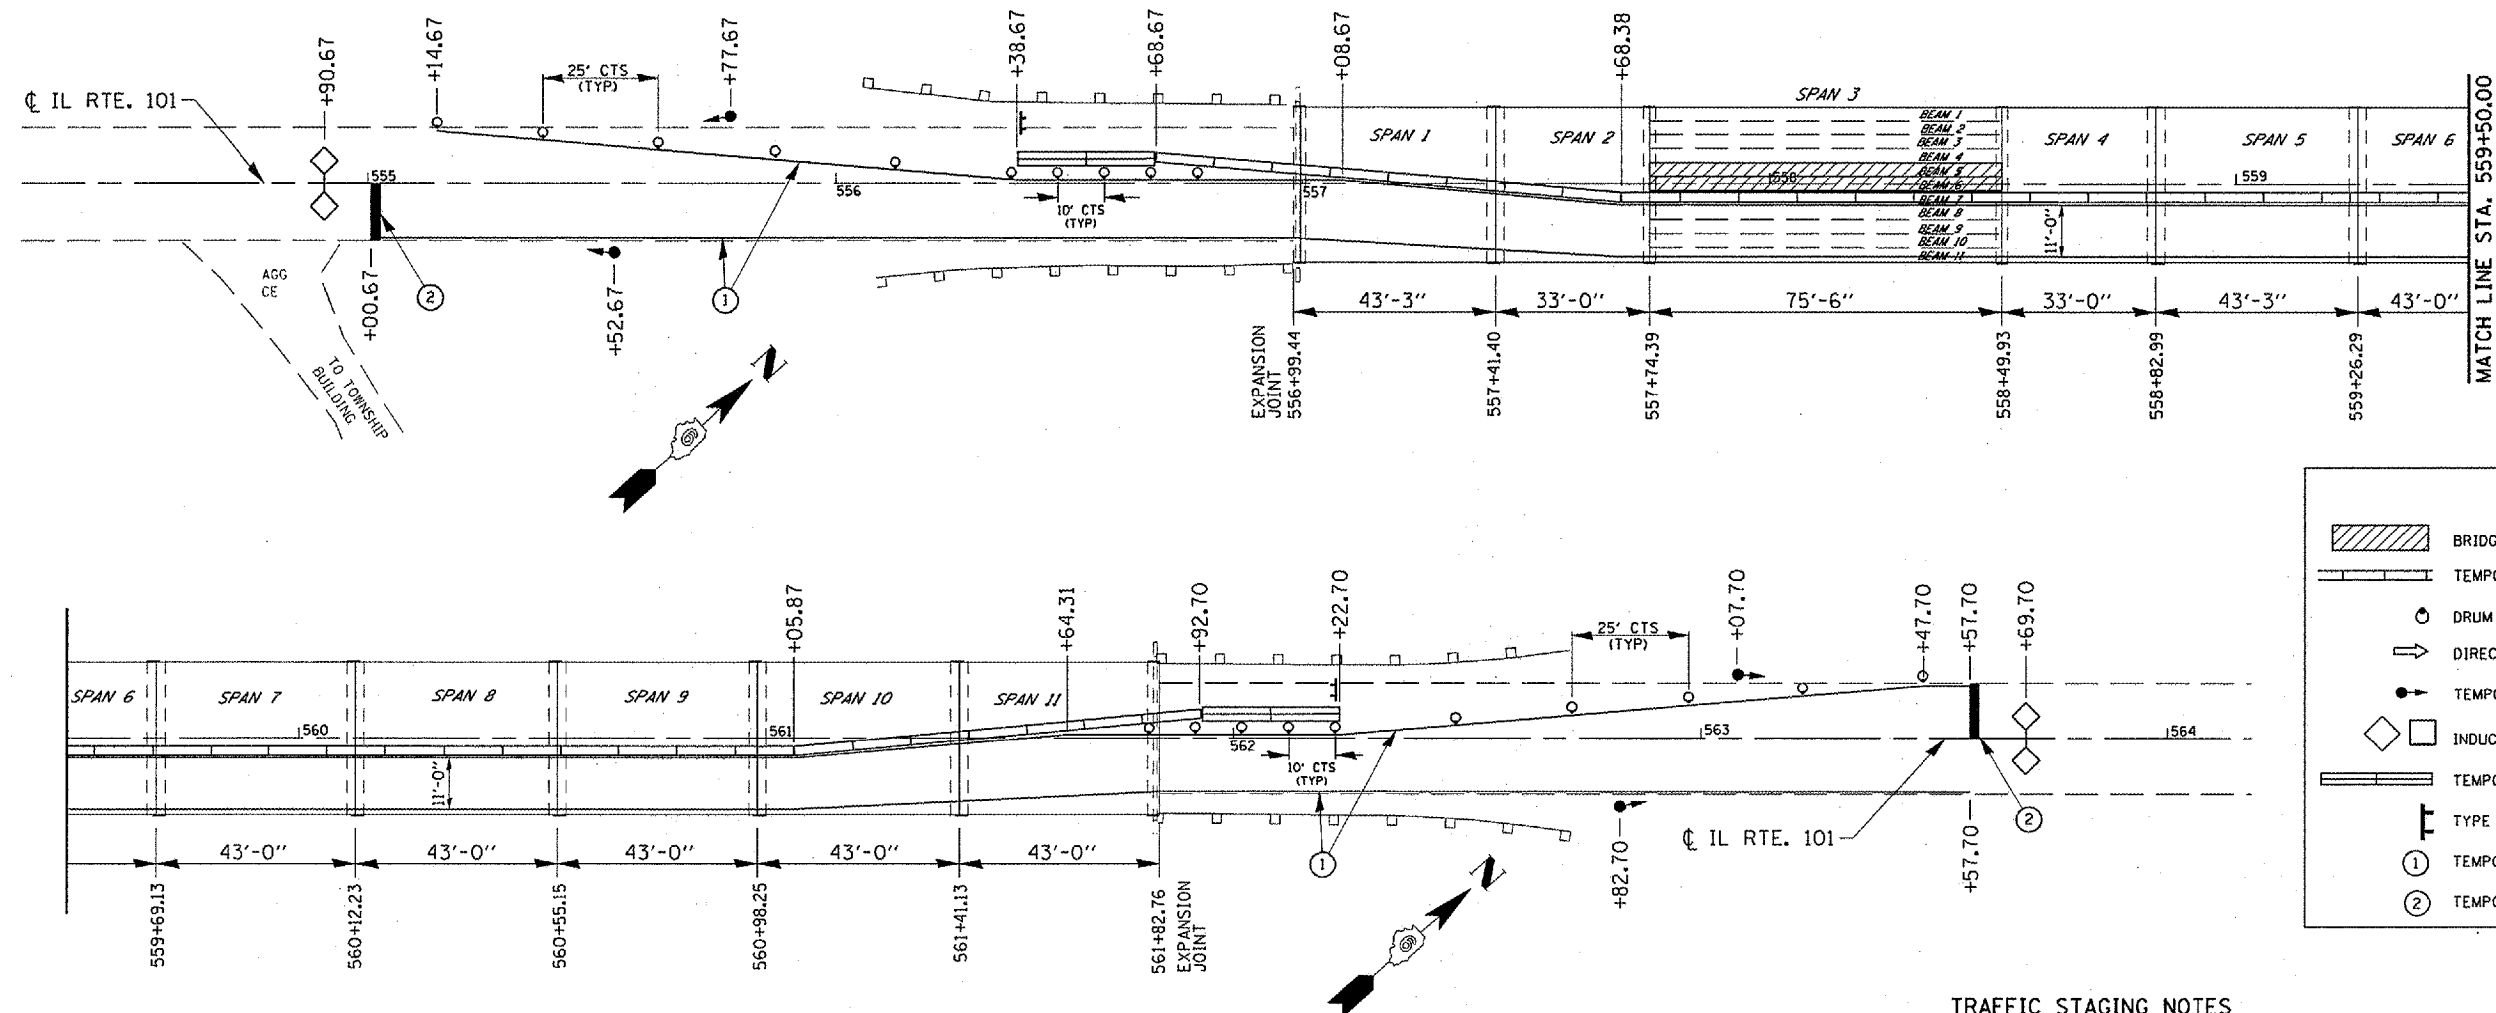 ℄ IL RTE. 101
+90.67
+14.67
25' CTS
(TYP)
+77.67
+38.67
+68.67
+08.67
+68.38
SPAN 1
SPAN 2
SPAN 3
SPAN 4
SPAN 5
SPAN 6
BEAM 1
BEAM 2
BEAM 3
BEAM 4
BEAM 5
BEAM 6
BEAM 7
BEAM 8
BEAM 9
BEAM 10
BEAM 11
555
556
557
558
559
10' CTS
(TYP)
11'-0"
AGG
CE
TO TOWNSHIP
BUILDING
+00.67
2
+52.67
1
N
43'-3"
33'-0"
75'-6"
33'-0"
43'-3"
43'-0"
EXPANSION
JOINT
556+99.44
557+41.40
557+74.39
558+49.93
558+82.99
559+26.29
MATCH LINE STA. 559+50.00
+05.87
+64.31
+92.70
+22.70
25' CTS
(TYP)
+07.70
+47.70
+57.70
+69.70
SPAN 6
SPAN 7
SPAN 8
SPAN 9
SPAN 10
SPAN 11
560
561
562
563
564
11'-0"
10' CTS
(TYP)
43'-0"
43'-0"
43'-0"
43'-0"
43'-0"
1
℄ IL RTE. 101
2
+82.70
+57.70
559+69.13
560+12.23
560+55.15
560+98.25
561+41.13
561+82.76
EXPANSION
JOINT
N
BRIDG
TEMPO
DRUM
DIREC
TEMPO
INDUC
TEMPO
TYPE
1 TEMPO
2 TEMPO
TRAFFIC STAGING NOTES